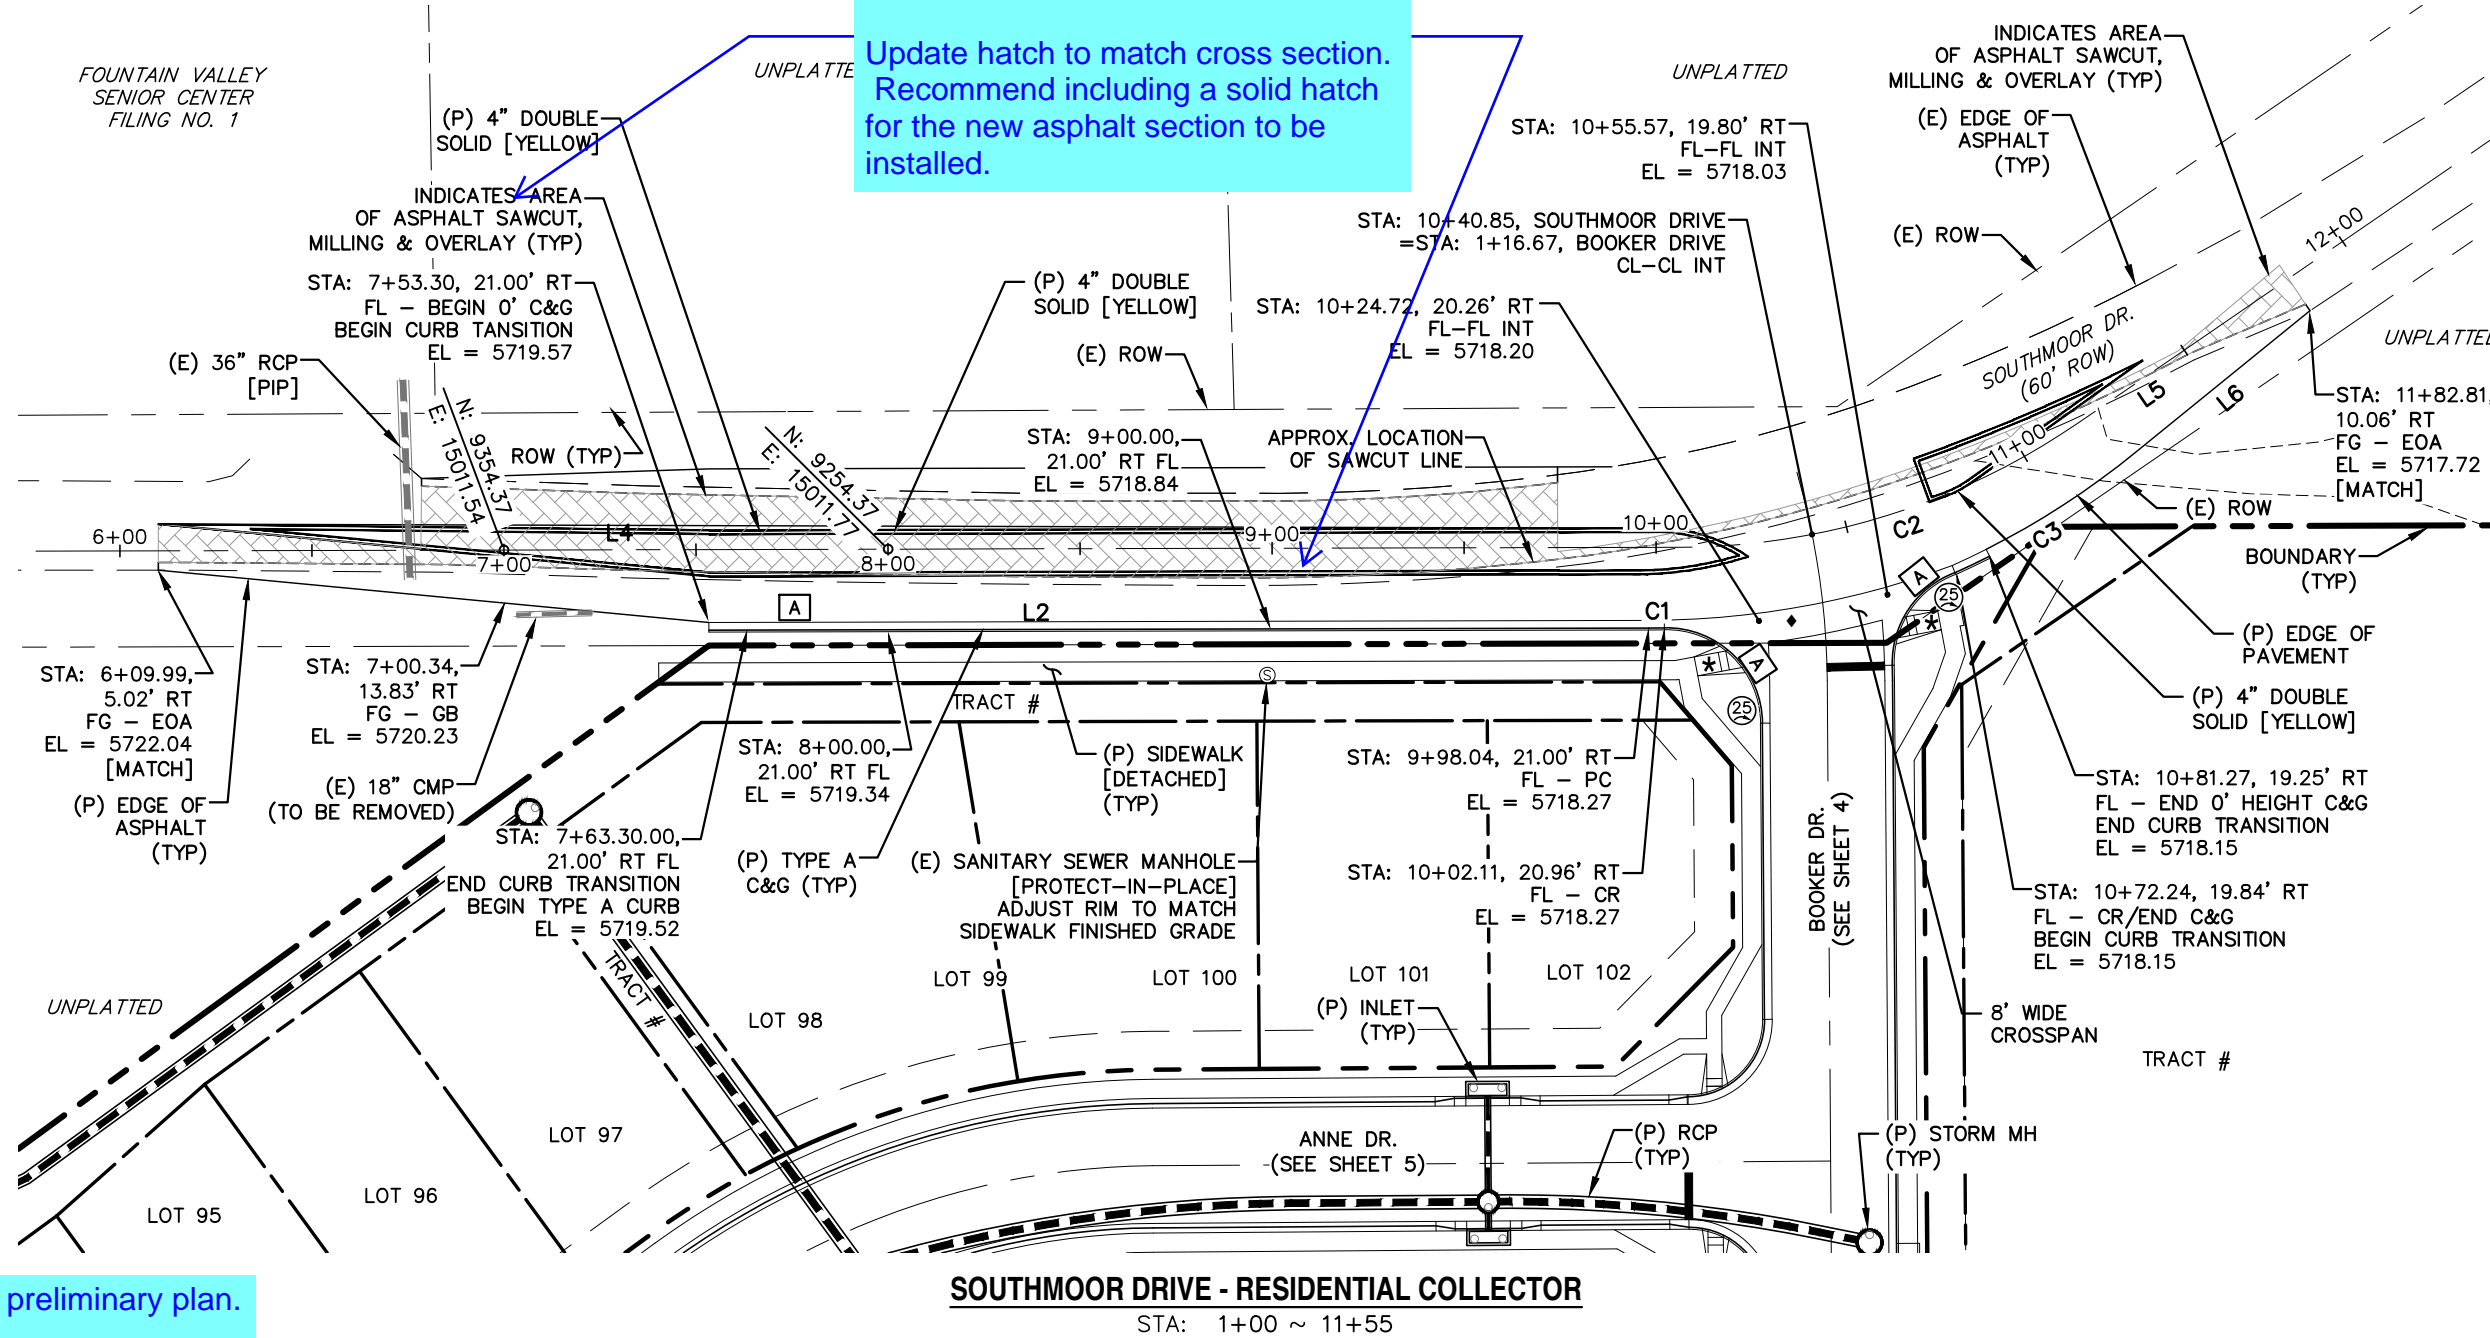 FOUNTAIN VALLEY
SENIOR CENTER
FILING NO. 1
UNPLATTE
Update hatch to match cross section.
Recommend including a solid hatch
for the new asphalt section to be
installed.
UNPLATTED
INDICATES AREA
OF ASPHALT SAWCUT,
MILLING & OVERLAY (TYP)
(E) EDGE OF
ASPHALT
(TYP)
(P) 4" DOUBLE
SOLID [YELLOW]
STA: 10+55.57, 19.80' RT
FL-FL INT
EL = 5718.03
INDICATES AREA
OF ASPHALT SAWCUT,
MILLING & OVERLAY (TYP)
STA: 10+40.85, SOUTHMOOR DRIVE
=STA: 1+16.67, BOOKER DRIVE
CL-CL INT
(E) ROW
12+00
STA: 7+53.30, 21.00' RT
FL - BEGIN 0' C&G
BEGIN CURB TANSITION
EL = 5719.57
(P) 4" DOUBLE
SOLID [YELLOW]
STA: 10+24.72, 20.26' RT
FL-FL INT
EL = 5718.20
(E) ROW
(E) 36" RCP
[PIP]
SOUTHMOOR DR.
(60' ROW)
UNPLATTED
N: 9354.37
E: 15011.54
ROW (TYP)
N: 9254.37
E: 15011.77
STA: 9+00.00,
21.00' RT FL
EL = 5718.84
APPROX. LOCATION
OF SAWCUT LINE
L5
L6
STA: 11+82.81,
10.06' RT
FG - EOA
EL = 5717.72
[MATCH]
11+00
(E) ROW
6+00
L4
7+00
8+00
9+00
10+00
C2
C3
BOUNDARY
(TYP)
A
L2
C1
A
25
A
25
(P) EDGE OF
PAVEMENT
STA: 6+09.99,
5.02' RT
FG - EOA
EL = 5722.04
[MATCH]
STA: 7+00.34,
13.83' RT
FG - GB
EL = 5720.23
S
TRACT #
(P) 4" DOUBLE
SOLID [YELLOW]
(E) 18" CMP
(TO BE REMOVED)
(P) EDGE OF
ASPHALT
(TYP)
STA: 8+00.00,
21.00' RT FL
EL = 5719.34
(P) SIDEWALK
[DETACHED]
(TYP)
STA: 9+98.04, 21.00' RT
FL - PC
EL = 5718.27
STA: 10+81.27, 19.25' RT
FL - END 0' HEIGHT C&G
END CURB TRANSITION
EL = 5718.15
STA: 7+63.30.00,
21.00' RT FL
END CURB TRANSITION
BEGIN TYPE A CURB
EL = 5719.52
(P) TYPE A
C&G (TYP)
(E) SANITARY SEWER MANHOLE
[PROTECT-IN-PLACE]
ADJUST RIM TO MATCH
SIDEWALK FINISHED GRADE
STA: 10+02.11, 20.96' RT
FL - CR
EL = 5718.27
BOOKER DR.
(SEE SHEET 4)
STA: 10+72.24, 19.84' RT
FL - CR/END C&G
BEGIN CURB TRANSITION
EL = 5718.15
TRACT #
UNPLATTED
LOT 98
LOT 99
LOT 100
LOT 101
LOT 102
(P) INLET
(TYP)
8' WIDE
CROSSPAN
TRACT #
LOT 97
LOT 96
LOT 95
ANNE DR.
(SEE SHEET 5)
(P) RCP
(TYP)
(P) STORM MH
(TYP)
preliminary plan.
SOUTHMOOR DRIVE - RESIDENTIAL COLLECTOR
STA: 1+00 ~ 11+55